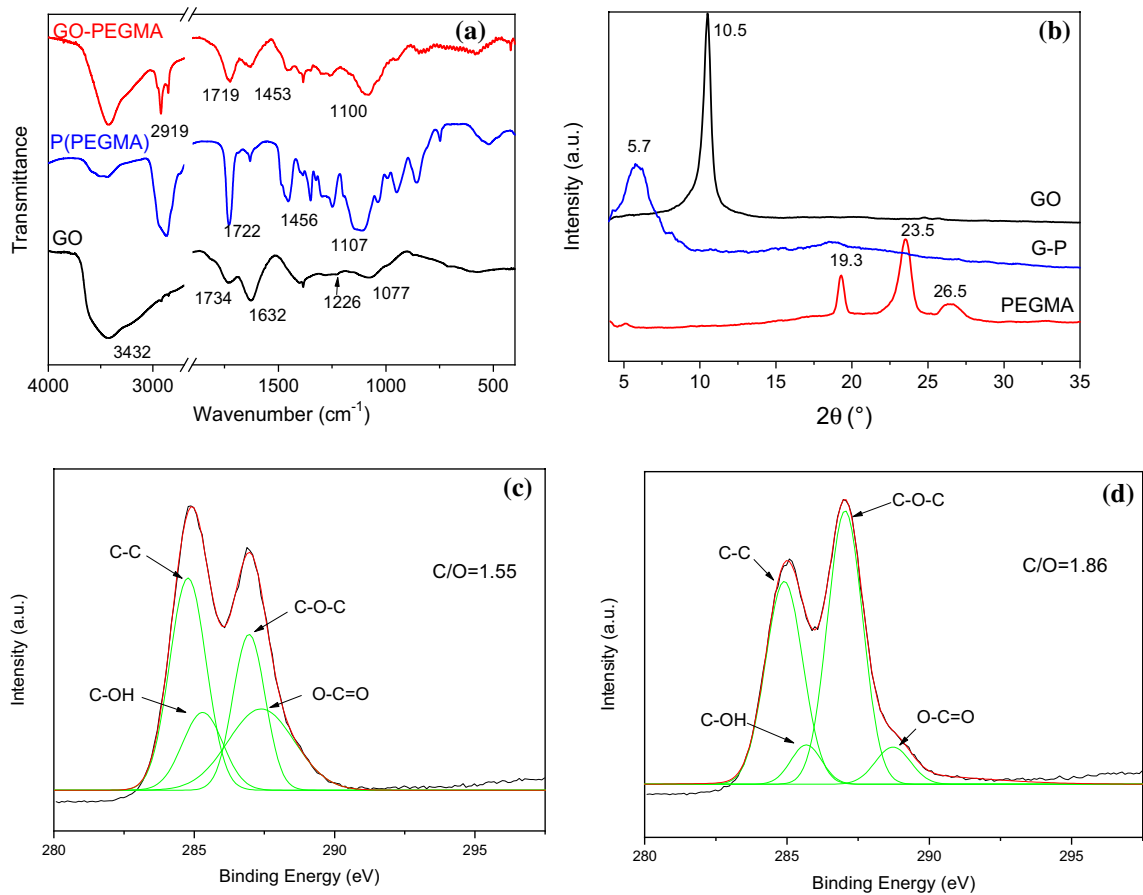 (a)
GO-PEGMA
1719
1453
1100
2919
P(PEGMA)
1722
1456
1107
GO
1734
1632
1226
1077
3432
Transmittance
4000 3000 1500 1000 500
Wavenumber (cm⁻¹)
(b)
10.5
5.7
GO
23.5
G-P
19.3
26.5
PEGMA
Intensity (a.u.)
5 10 15 20 25 30 35
2θ (°)
(c)
C-C
C/O=1.55
C-O-C
C-OH
O-C=O
Intensity (a.u.)
280 285 290 295
Binding Energy (eV)
(d)
C-O-C
C-C
C/O=1.86
C-OH
O-C=O
Intensity (a.u.)
280 285 290 295
Binding Energy (eV)